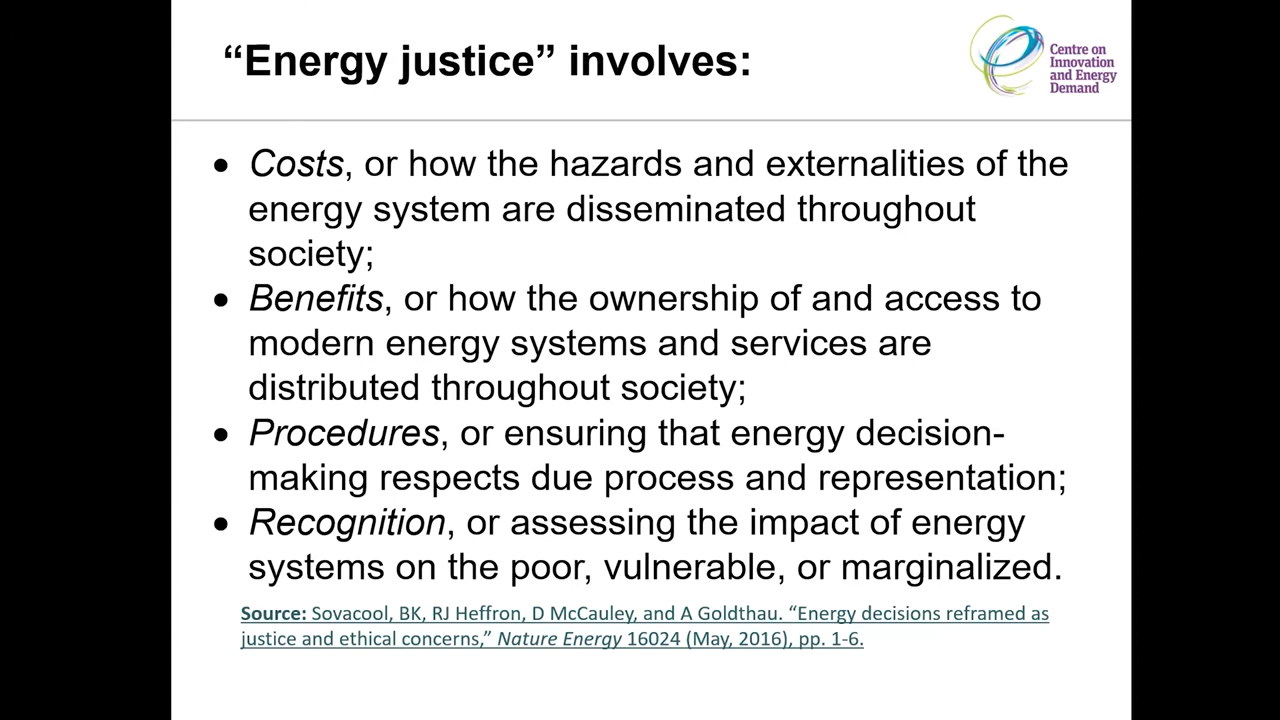 “Energy justice” involves:
Centre on
Innovation
and Energy
Demand
• Costs, or how the hazards and externalities of the
energy system are disseminated throughout
society;
• Benefits, or how the ownership of and access to
modern energy systems and services are
distributed throughout society;
• Procedures, or ensuring that energy decision-
making respects due process and representation;
• Recognition, or assessing the impact of energy
systems on the poor, vulnerable, or marginalized.
Source: Sovacool, BK, RJ Heffron, D McCauley, and A Goldthau. “Energy decisions reframed as
justice and ethical concerns,” Nature Energy 16024 (May, 2016), pp. 1-6.